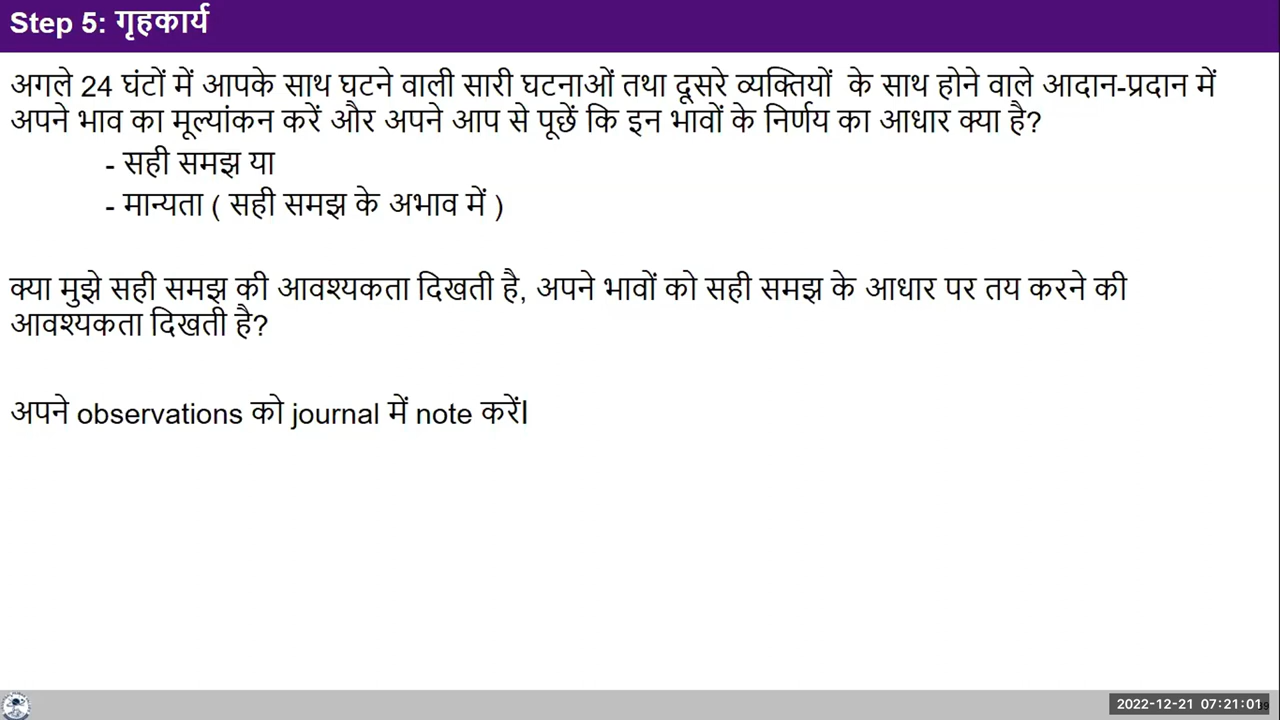 Step 5: गृहकार्य
अगले 24 घंटों में आपके साथ घटने वाली सारी घटनाओं तथा दूसरे व्यक्तियों के साथ होने वाले आदान-प्रदान में
अपने भाव का मूल्यांकन करें और अपने आप से पूछें कि इन भावों के निर्णय का आधार क्या है?
- सही समझ या
- मान्यता ( सही समझ के अभाव में )
क्या मुझे सही समझ की आवश्यकता दिखती है, अपने भावों को सही समझ के आधार पर तय करने की
आवश्यकता दिखती है?
अपने observations को journal में note करें।
2022-12-21 07:21:01